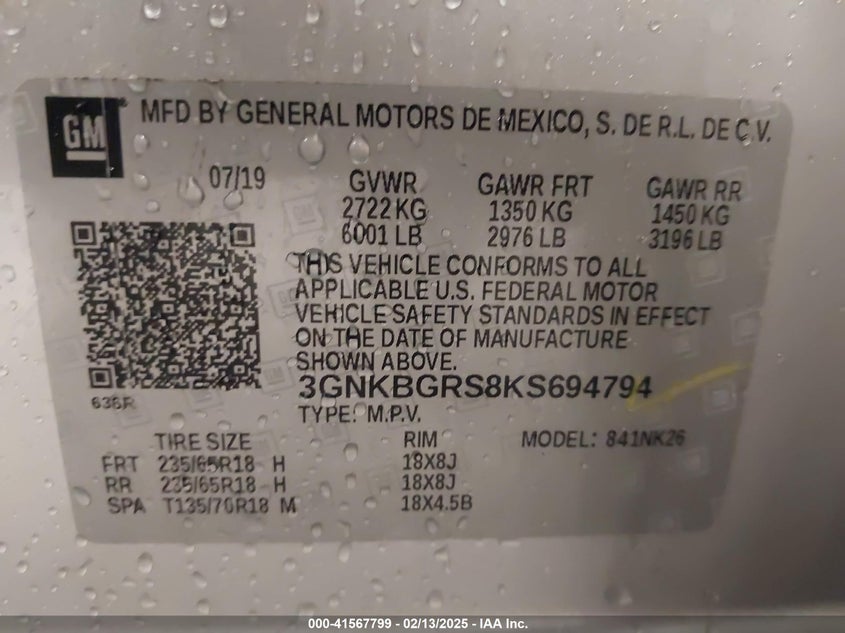 GM
MFD BY GENERAL MOTORS DE MEXICO, S. DE R.L. DE C.V.
07/19 GVWR GAWR FRT GAWR RR
2722 KG 1350 KG 1450 KG
6001 LB 2976 LB 3196 LB
THIS VEHICLE CONFORMS TO ALL
APPLICABLE U.S. FEDERAL MOTOR
VEHICLE SAFETY STANDARDS IN EFFECT
ON THE DATE OF MANUFACTURE
SHOWN ABOVE.
3GNKBGRS8KS694794
636R
TYPE: M.P.V.
TIRE SIZE RIM MODEL: 841NK26
FRT 235/65R18 H 18X8J
RR 235/65R18 H 18X8J
SPA T135/70R18 M 18X4.5B
000-41567799 - 02/13/2025 - IAA Inc.